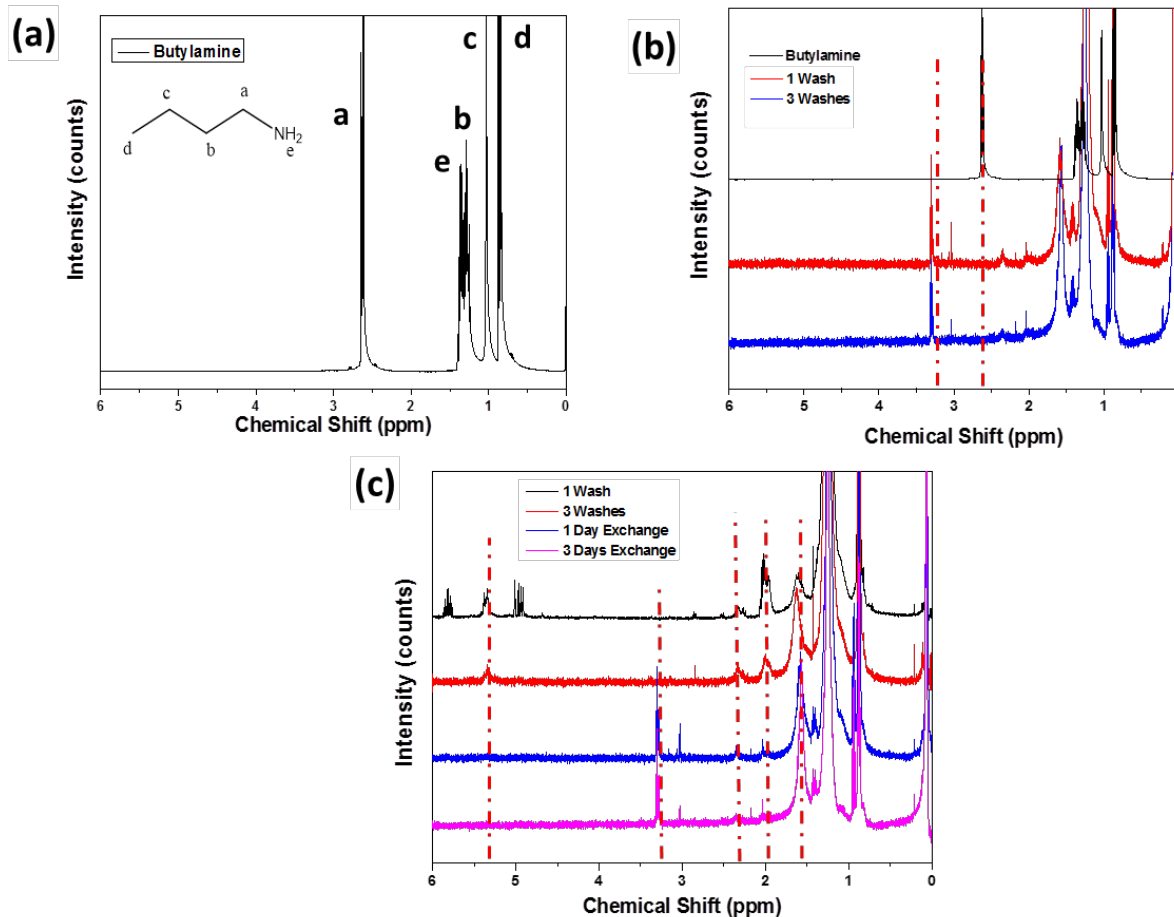 (a)
Butylamine
c
a
d
b
NH2
e
a
b
c
d
e
Intensity (counts)
6
5
4
3
2
1
0
Chemical Shift (ppm)
(b)
Butylamine
1 Wash
3 Washes
Intensity (counts)
6
5
4
3
2
1
Chemical Shift (ppm)
(c)
1 Wash
3 Washes
1 Day Exchange
3 Days Exchange
Intensity (counts)
6
5
4
3
2
1
0
Chemical Shift (ppm)